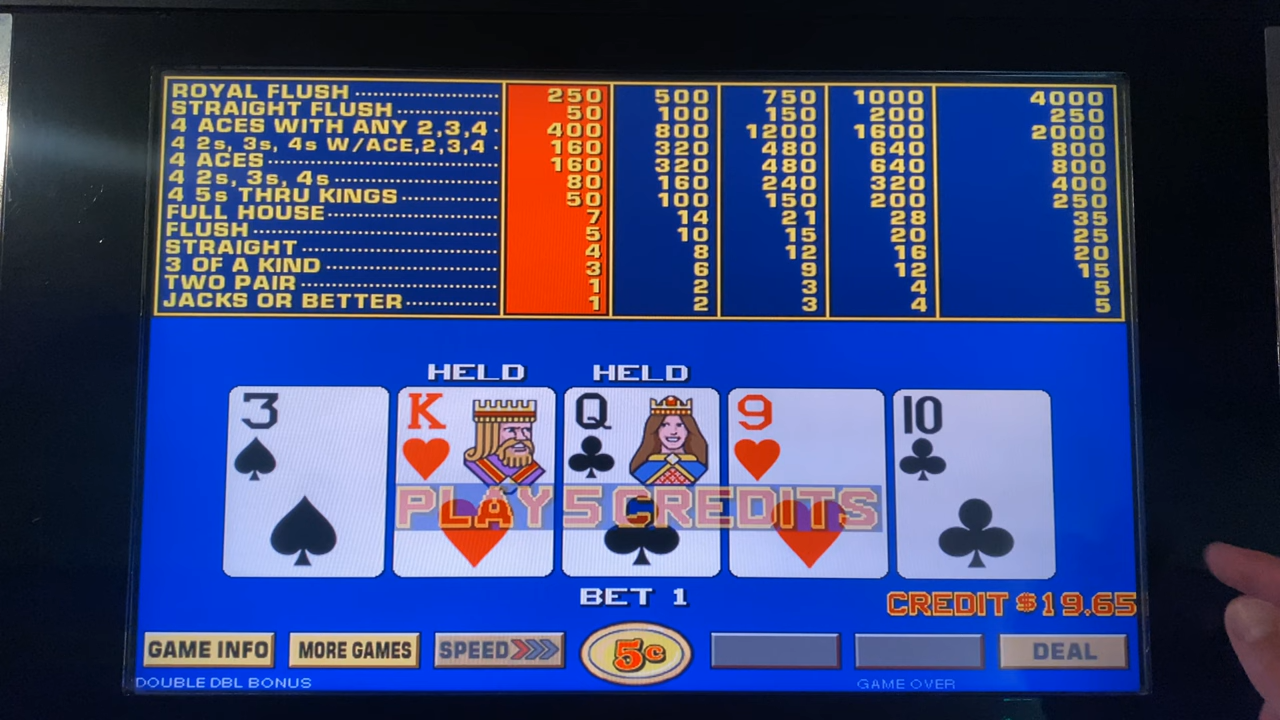 ROYAL FLUSH 250 500 750 1000 4000
STRAIGHT FLUSH 50 100 150 200 250
4 ACES WITH ANY 2,3,4 400 800 1200 1600 2000
4 2s, 3s, 4s W/ACE,2,3,4 160 320 480 640 800
4 ACES 160 320 480 640 800
4 2s, 3s, 4s 80 160 240 320 400
4 5s THRU KINGS 50 100 150 200 250
FULL HOUSE 7 14 21 28 35
FLUSH 5 10 15 20 25
STRAIGHT 4 8 12 16 20
3 OF A KIND 3 6 9 12 15
TWO PAIR 1 2 3 4 5
JACKS OR BETTER 1 2 3 4 5
HELD HELD
3 K Q 9 10
PLAY 5 CREDITS
BET 1
CREDIT $19.65
GAME INFO MORE GAMES SPEED 5¢ DEAL
DOUBLE DBL BONUS GAME OVER